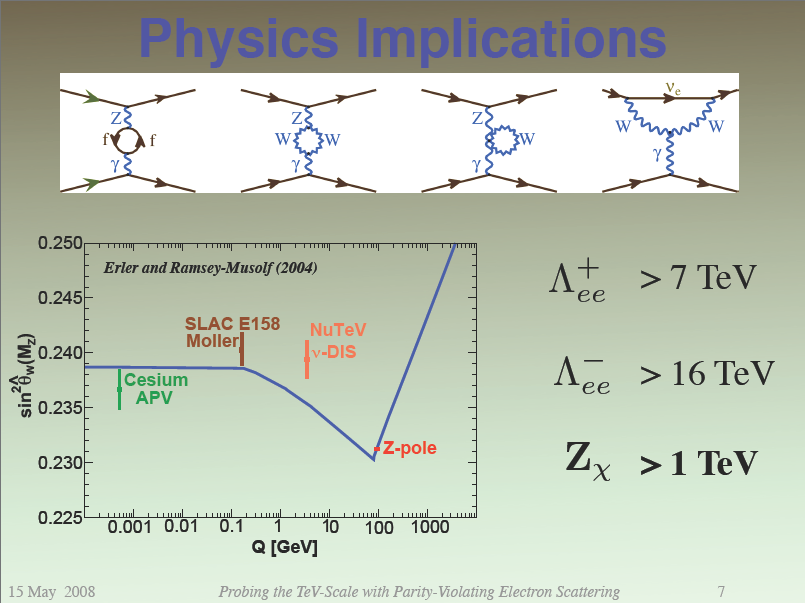 Physics Implications
Z
f f
γ
Z
W W
γ
Z
W
γ
νe
W W
γ
0.250
0.245
0.240
0.235
0.230
0.225
sin²θ̂w(MZ)
Erler and Ramsey-Musolf (2004)
SLAC E158
Moller
NuTeV
ν-DIS
Cesium
APV
Z-pole
0.001 0.01 0.1 1 10 100 1000
Q [GeV]
Λ⁺ee > 7 TeV
Λ⁻ee > 16 TeV
Zχ > 1 TeV
15 May 2008 Probing the TeV-Scale with Parity-Violating Electron Scattering 7